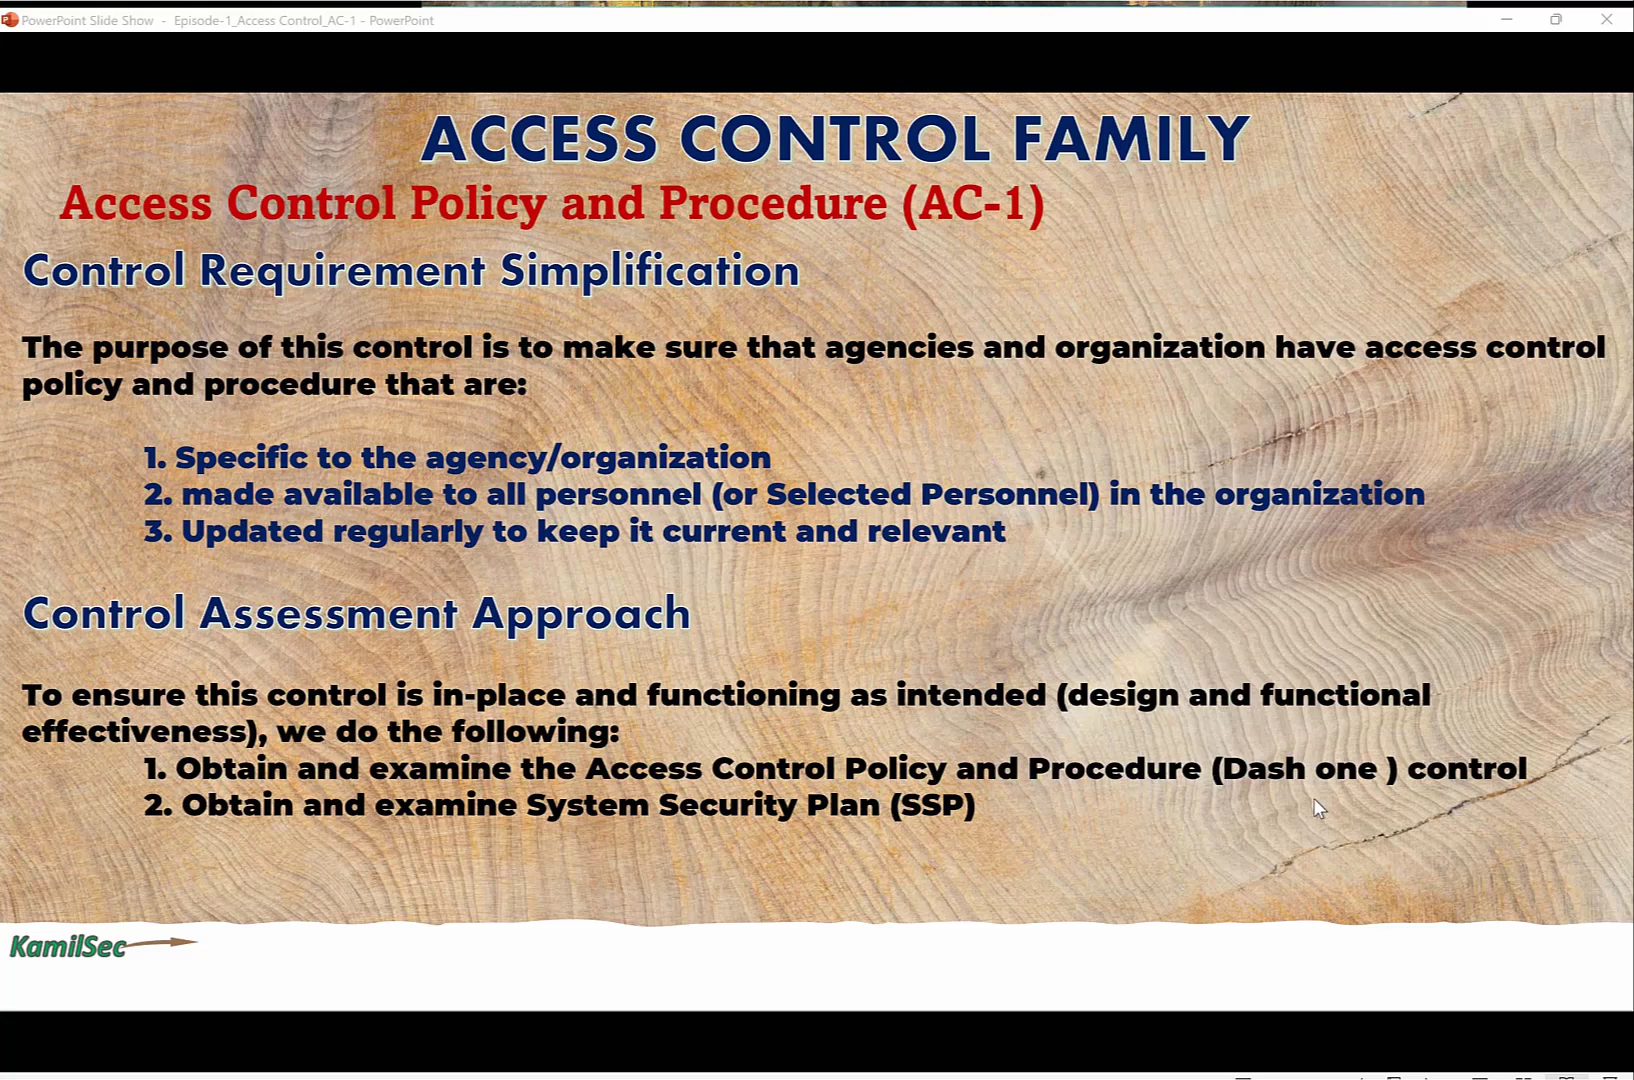 PowerPoint Slide Show - Episode-1_Access Control_AC-1 - PowerPoint
ACCESS CONTROL FAMILY
Access Control Policy and Procedure (AC-1)
Control Requirement Simplification
The purpose of this control is to make sure that agencies and organization have access control
policy and procedure that are:
1. Specific to the agency/organization
2. made available to all personnel (or Selected Personnel) in the organization
3. Updated regularly to keep it current and relevant
Control Assessment Approach
To ensure this control is in-place and functioning as intended (design and functional
effectiveness), we do the following:
1. Obtain and examine the Access Control Policy and Procedure (Dash one ) control
2. Obtain and examine System Security Plan (SSP)
KamilSec